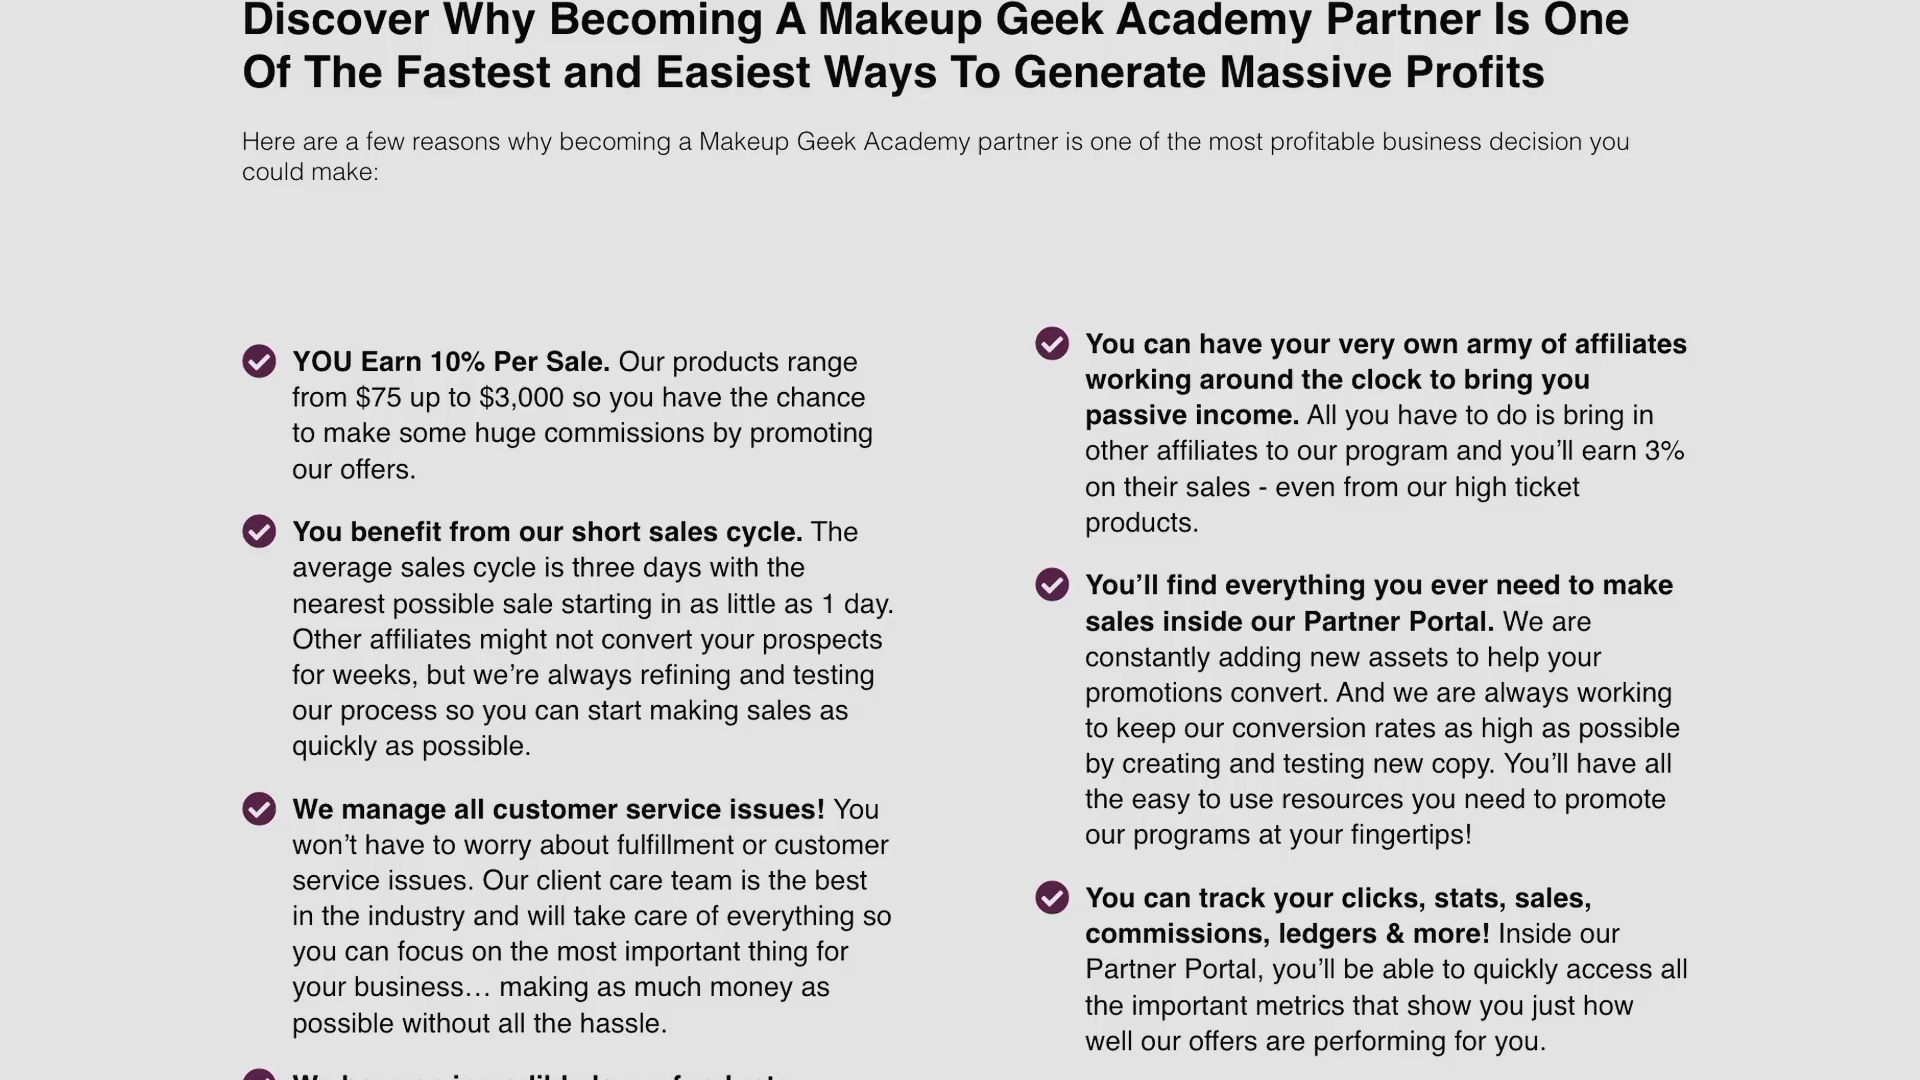 Discover Why Becoming A Makeup Geek Academy Partner Is One
Of The Fastest and Easiest Ways To Generate Massive Profits
Here are a few reasons why becoming a Makeup Geek Academy partner is one of the most profitable business decision you
could make:
YOU Earn 10% Per Sale. Our products range
from $75 up to $3,000 so you have the chance
to make some huge commissions by promoting
our offers.
You benefit from our short sales cycle. The
average sales cycle is three days with the
nearest possible sale starting in as little as 1 day.
Other affiliates might not convert your prospects
for weeks, but we’re always refining and testing
our process so you can start making sales as
quickly as possible.
We manage all customer service issues! You
won’t have to worry about fulfillment or customer
service issues. Our client care team is the best
in the industry and will take care of everything so
you can focus on the most important thing for
your business… making as much money as
possible without all the hassle.
You can have your very own army of affiliates
working around the clock to bring you
passive income. All you have to do is bring in
other affiliates to our program and you’ll earn 3%
on their sales - even from our high ticket
products.
You’ll find everything you ever need to make
sales inside our Partner Portal. We are
constantly adding new assets to help your
promotions convert. And we are always working
to keep our conversion rates as high as possible
by creating and testing new copy. You’ll have all
the easy to use resources you need to promote
our programs at your fingertips!
You can track your clicks, stats, sales,
commissions, ledgers & more! Inside our
Partner Portal, you’ll be able to quickly access all
the important metrics that show you just how
well our offers are performing for you.